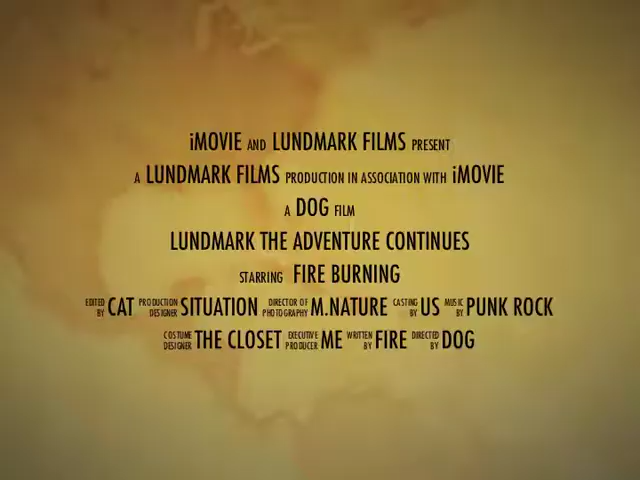 iMOVIE AND LUNDMARK FILMS PRESENT
A LUNDMARK FILMS PRODUCTION IN ASSOCIATION WITH iMOVIE
A DOG FILM
LUNDMARK THE ADVENTURE CONTINUES
STARRING FIRE BURNING
EDITED BY CAT PRODUCTION DESIGNER SITUATION DIRECTOR OF PHOTOGRAPHY M.NATURE CASTING BY US MUSIC BY PUNK ROCK
COSTUME DESIGNER THE CLOSET EXECUTIVE PRODUCER ME WRITTEN BY FIRE DIRECTED BY DOG